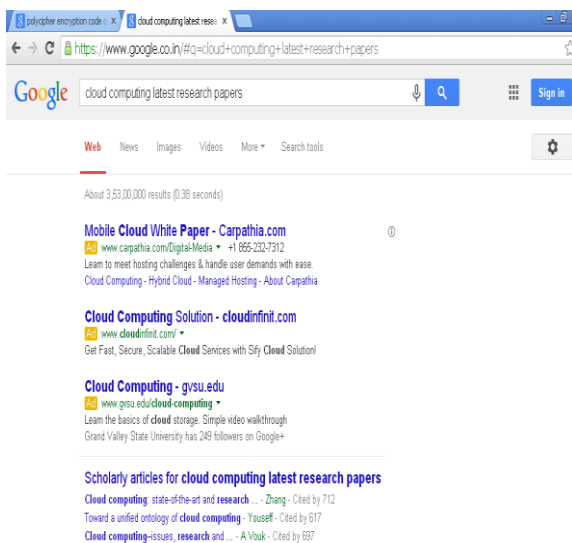 polycipher encryption code e x
cloud computing latest resea x
https://www.google.co.in/#q=cloud+computing+latest+research+papers
Google
cloud computing latest research papers
Sign in
Web News Images Videos More Search tools
About 3,53,00,000 results (0.38 seconds)
Mobile Cloud White Paper - Carpathia.com
Ad www.carpathia.com/Digital-Media +1 855-232-7312
Learn to meet hosting challenges & handle user demands with ease.
Cloud Computing - Hybrid Cloud - Managed Hosting - About Carpathia
Cloud Computing Solution - cloudinfinit.com
Ad www.cloudinfinit.com/
Get Fast, Secure, Scalable Cloud Services with Sify Cloud Solution!
Cloud Computing - gvsu.edu
Ad www.gvsu.edu/cloud-computing
Learn the basics of cloud storage. Simple video walkthrough
Grand Valley State University has 249 followers on Google+
Scholarly articles for cloud computing latest research papers
Cloud computing: state-of-the-art and research ... - Zhang - Cited by 712
Toward a unified ontology of cloud computing - Youseff - Cited by 617
Cloud computing–issues, research and ... - A Vouk - Cited by 697